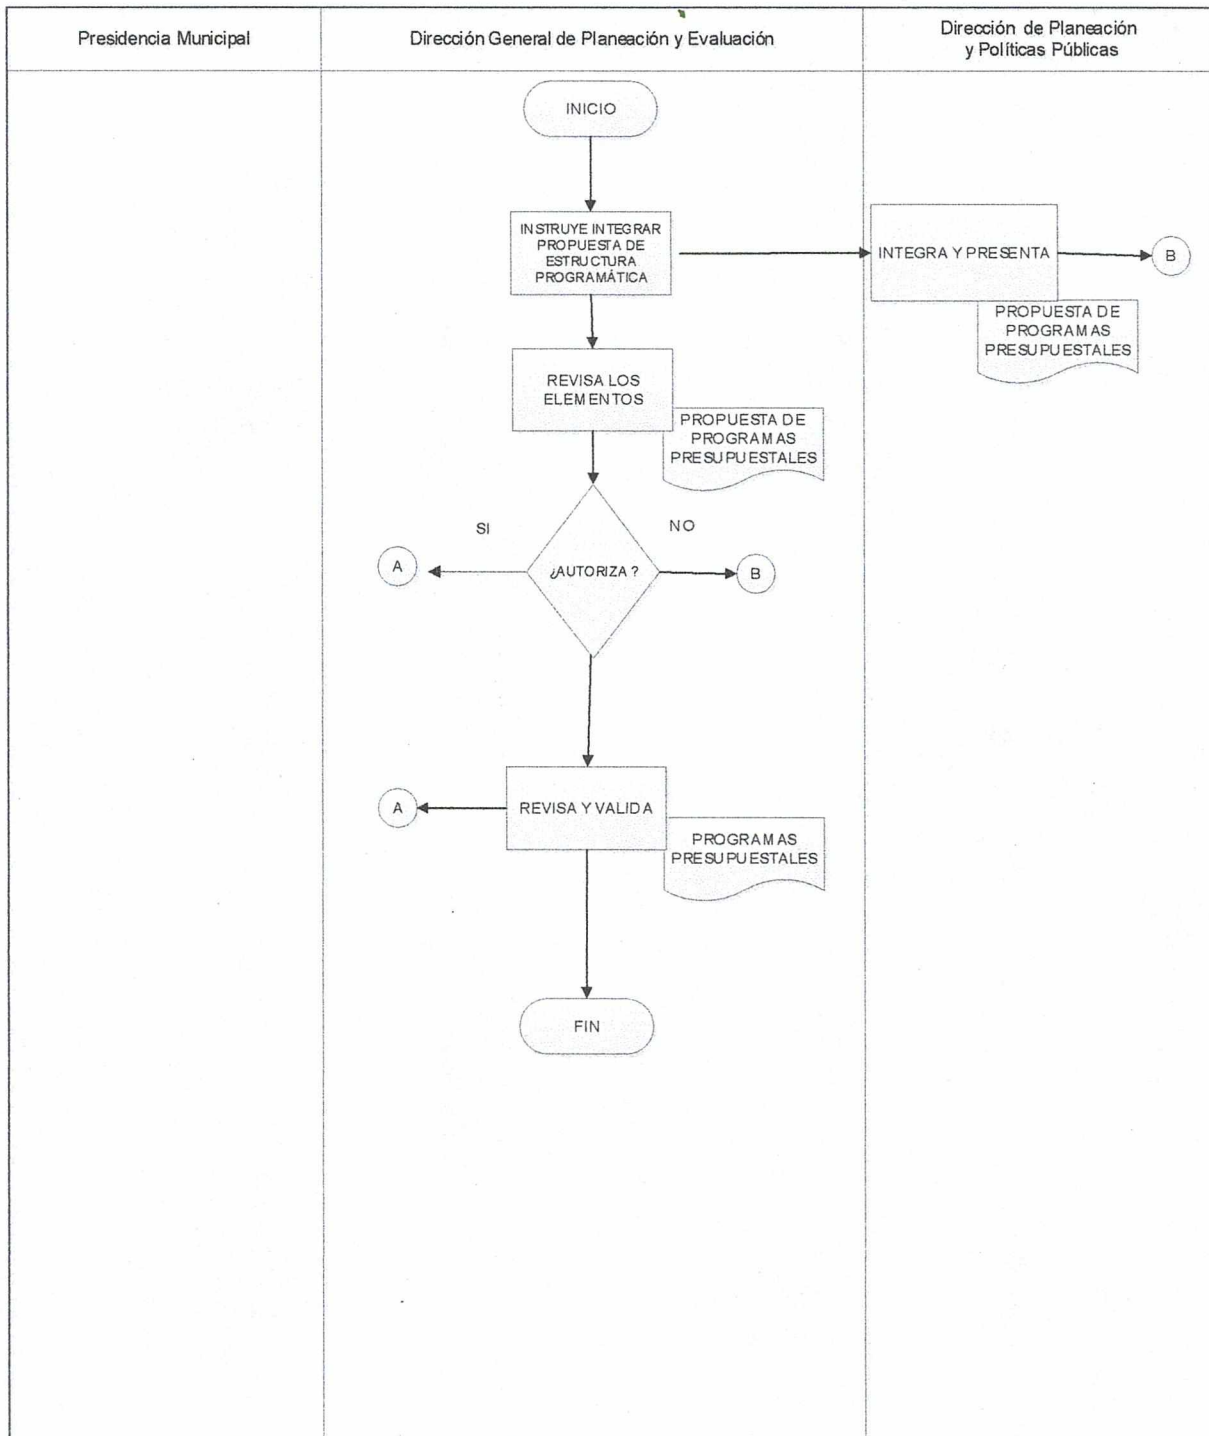 Presidencia Municipal
Dirección General de Planeación y Evaluación
Dirección de Planeación
y Políticas Públicas
INICIO
INSTRUYE INTEGRAR
PROPUESTA DE
ESTRUCTURA
PROGRAMÁTICA
INTEGRA Y PRESENTA
B
PROPUESTA DE
PROGRAMAS
PRESUPUESTALES
REVISA LOS
ELEMENTOS
PROPUESTA DE
PROGRAMAS
PRESUPUESTALES
SI
NO
A
¿AUTORIZA?
B
A
REVISA Y VALIDA
PROGRAMAS
PRESUPUESTALES
FIN